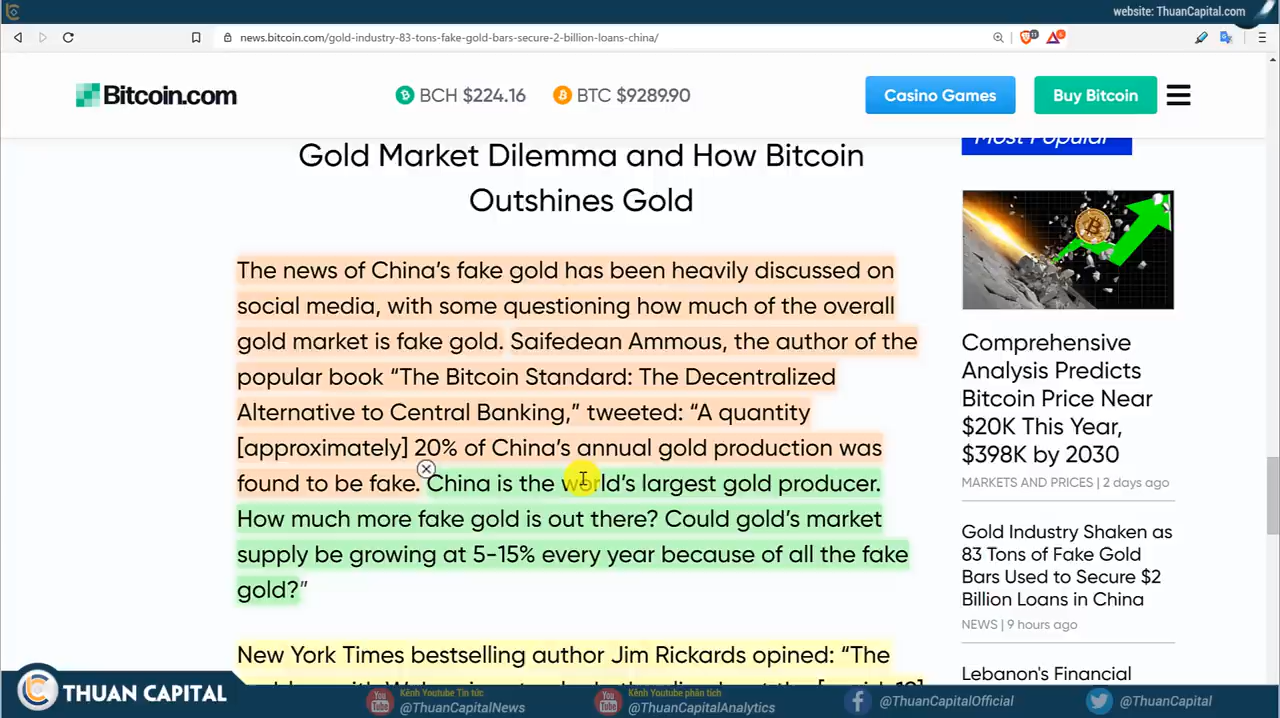 website: ThuanCapital.com
news.bitcoin.com/gold-industry-83-tons-fake-gold-bars-secure-2-billion-loans-china/
Bitcoin.com
BCH $224.16
BTC $9289.90
Casino Games
Buy Bitcoin
Gold Market Dilemma and How Bitcoin
Outshines Gold
The news of China's fake gold has been heavily discussed on
social media, with some questioning how much of the overall
gold market is fake gold. Saifedean Ammous, the author of the
popular book “The Bitcoin Standard: The Decentralized
Alternative to Central Banking,” tweeted: “A quantity
[approximately] 20% of China's annual gold production was
found to be fake. China is the world's largest gold producer.
How much more fake gold is out there? Could gold's market
supply be growing at 5-15% every year because of all the fake
gold?”
New York Times bestselling author Jim Rickards opined: “The
Most Popular
Comprehensive
Analysis Predicts
Bitcoin Price Near
$20K This Year,
$398K by 2030
MARKETS AND PRICES | 2 days ago
Gold Industry Shaken as
83 Tons of Fake Gold
Bars Used to Secure $2
Billion Loans in China
NEWS | 9 hours ago
Lebanon's Financial
THUAN CAPITAL
Kênh Youtube Tin tức
@ThuanCapitalNews
Kênh Youtube phân tích
@ThuanCapitalAnalytics
@ThuanCapitalOfficial
@ThuanCapital